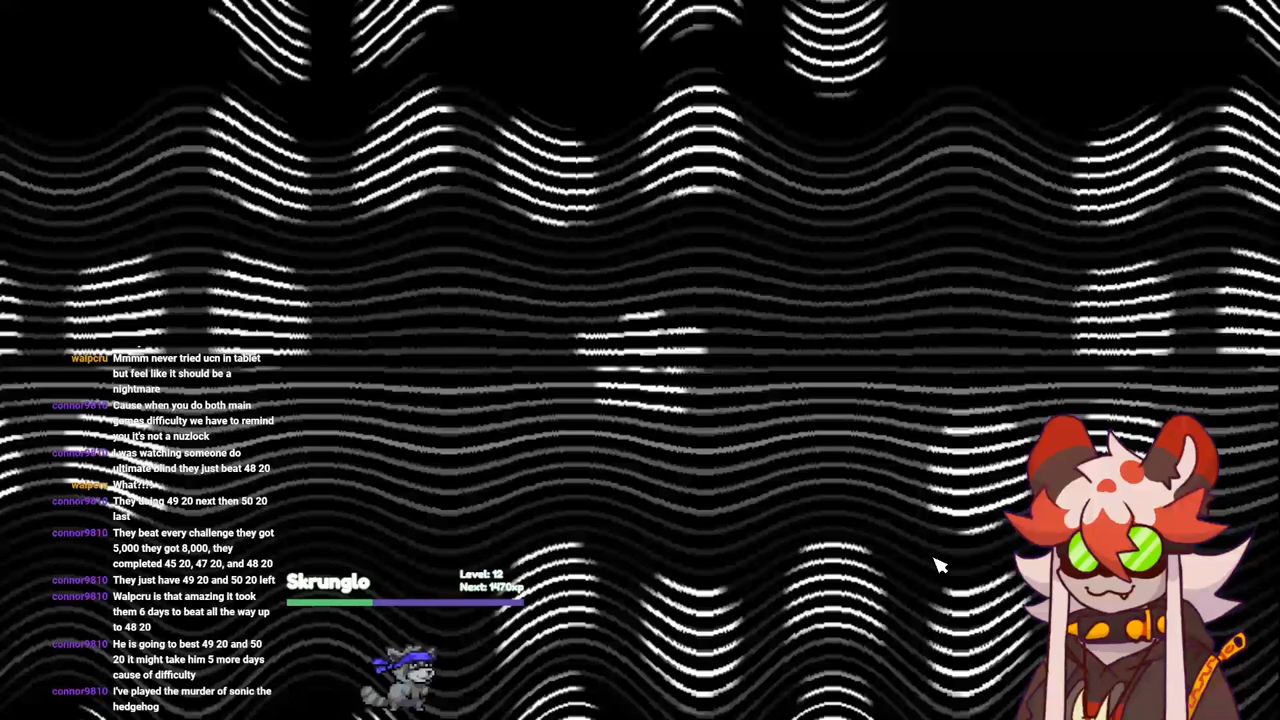 walpcru Mmmm never tried ucn in tablet
but feel like it should be a
nightmare
connor9810 Cause when you do both main
games difficulty we have to remind
you it's not a nuzlock
connor9810 I was watching someone do
ultimate blind they just beat 48 20
walpcru What?!?!
connor9810 They doing 49 20 next then 50 20
last
connor9810 They beat every challenge they got
5,000 they got 8,000, they
completed 45 20, 47 20, and 48 20
connor9810 They just have 49 20 and 50 20 left
connor9810 Walpcru is that amazing it took
them 6 days to beat all the way up
to 48 20
connor9810 He is going to best 49 20 and 50
20 it might take him 5 more days
cause of difficulty
connor9810 I've played the murder of sonic the
hedgehog
Skrunglo
Level: 12
Next: 1470xp